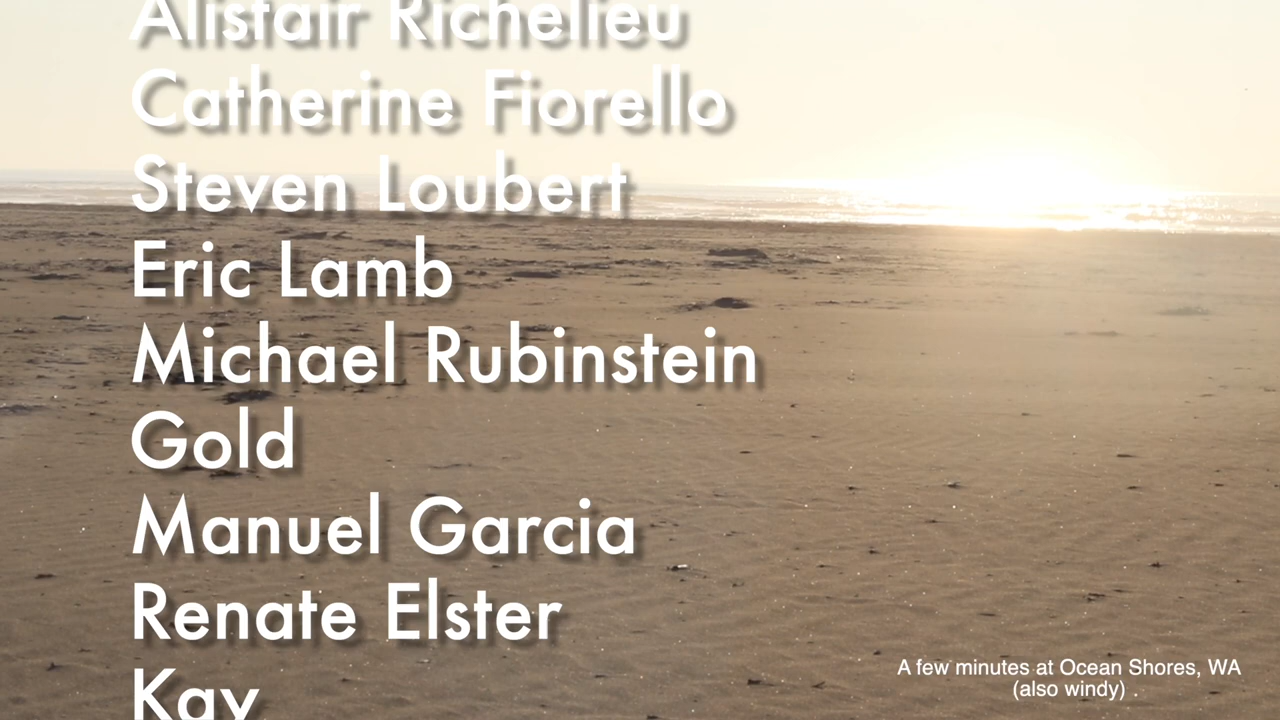 Alistair Richelieu
Catherine Fiorello
Steven Loubert
Eric Lamb
Michael Rubinstein
Gold
Manuel Garcia
Renate Elster
Kay
A few minutes at Ocean Shores, WA
(also windy) .